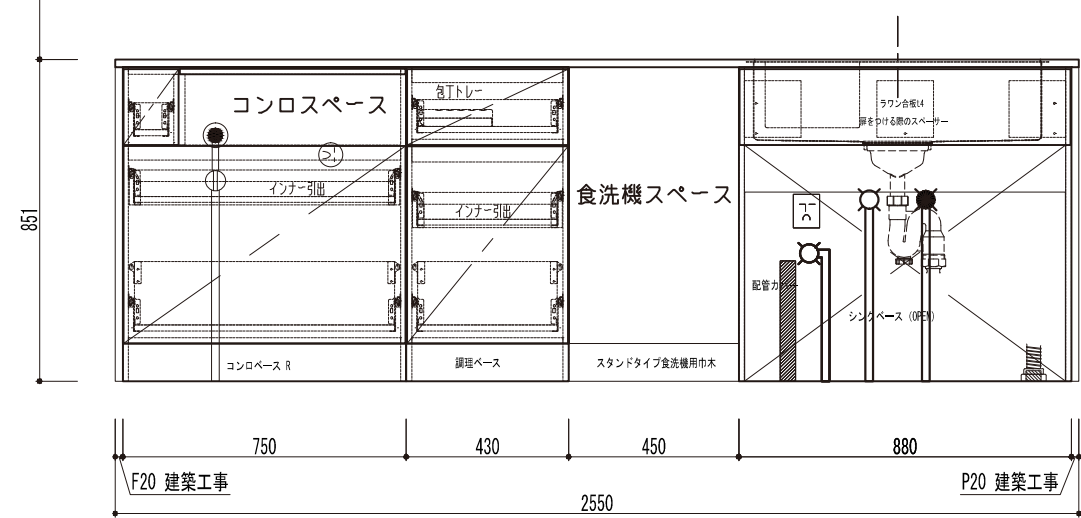 コンロスペース
包丁トレー
ラワン合板L4
扉をつける際のスペーサー
インナー引出
インナー引出
食洗機スペース
851
配管カバー
シンクベース (OPEN)
コンロベース R
調理ベース
スタンドタイプ食洗機用巾木
750
430
450
880
F20 建築工事
P20 建築工事
2550